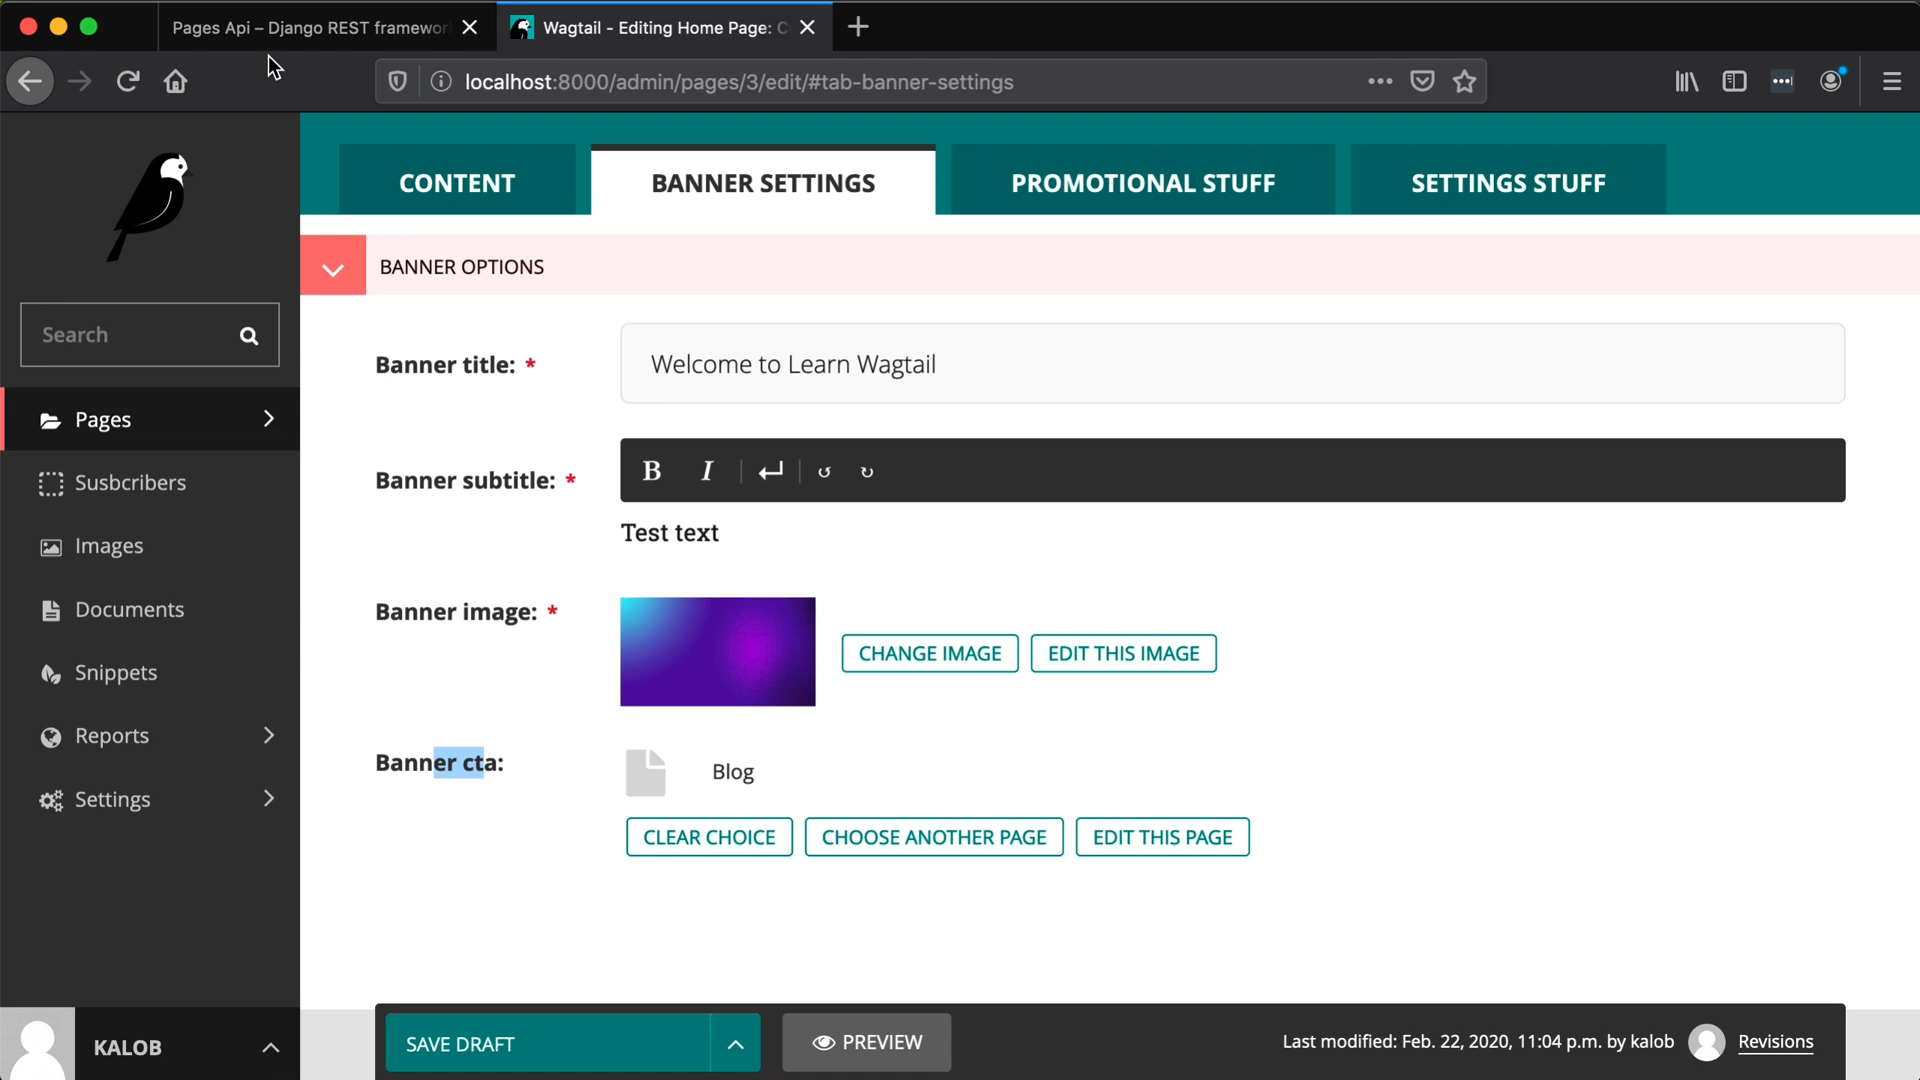 Pages Api – Django REST framewor
Wagtail - Editing Home Page: C
localhost:8000/admin/pages/3/edit/#tab-banner-settings
CONTENT
BANNER SETTINGS
PROMOTIONAL STUFF
SETTINGS STUFF
BANNER OPTIONS
Search
Banner title: *
Welcome to Learn Wagtail
Pages
Susbcribers
Banner subtitle: *
B I
Test text
Images
Documents
Banner image: *
CHANGE IMAGE
EDIT THIS IMAGE
Snippets
Reports
Banner cta:
Blog
Settings
CLEAR CHOICE
CHOOSE ANOTHER PAGE
EDIT THIS PAGE
KALOB
SAVE DRAFT
PREVIEW
Last modified: Feb. 22, 2020, 11:04 p.m. by kalob
Revisions